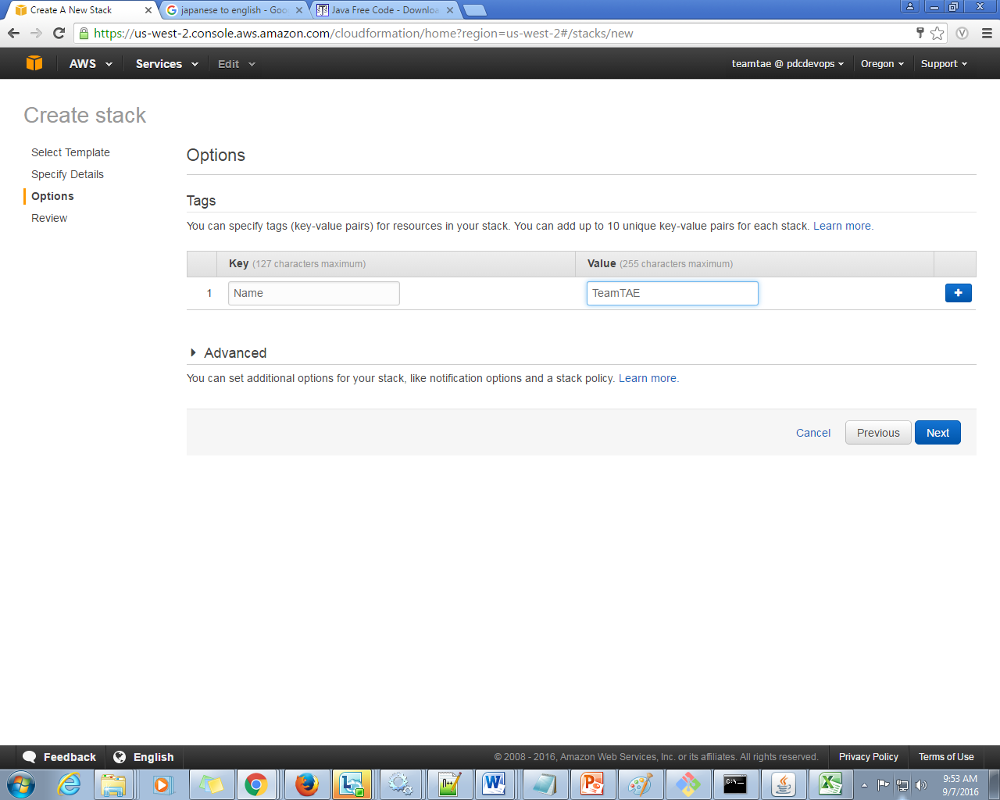 Create A New Stack
japanese to english - Goo
Java Free Code - Downloa
https://us-west-2.console.aws.amazon.com/cloudformation/home?region=us-west-2#/stacks/new
AWS Services Edit teamtae @ pdcdevops Oregon Support
Create stack
Select Template
Specify Details
Options
Review
Options
Tags
You can specify tags (key-value pairs) for resources in your stack. You can add up to 10 unique key-value pairs for each stack. Learn more.
Key (127 characters maximum) Value (255 characters maximum)
1 Name TeamTAE
Advanced
You can set additional options for your stack, like notification options and a stack policy. Learn more.
Cancel Previous Next
Feedback English © 2008 - 2016, Amazon Web Services, Inc. or its affiliates. All rights reserved. Privacy Policy Terms of Use
9:53 AM
9/7/2016